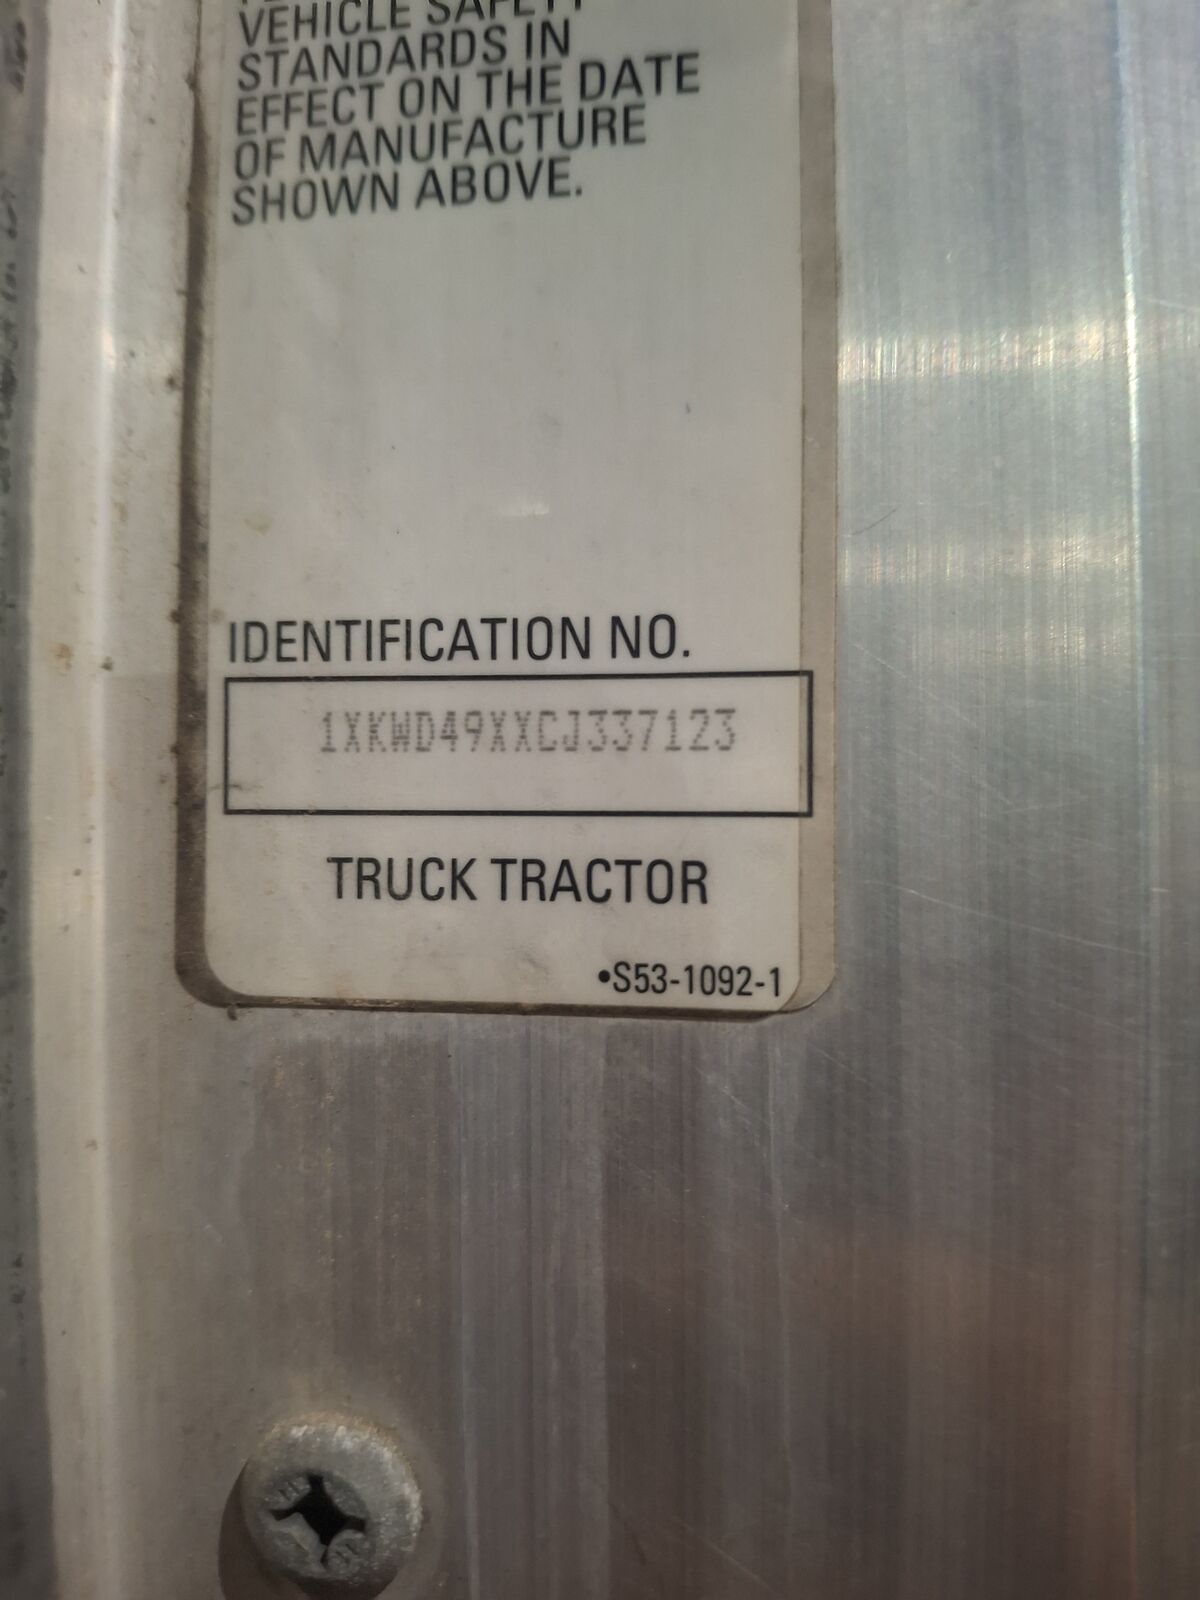 VEHICLE SAFETY
STANDARDS IN
EFFECT ON THE DATE
OF MANUFACTURE
SHOWN ABOVE.
IDENTIFICATION NO.
1XKWD49XXCJ337123
TRUCK TRACTOR
•S53-1092-1